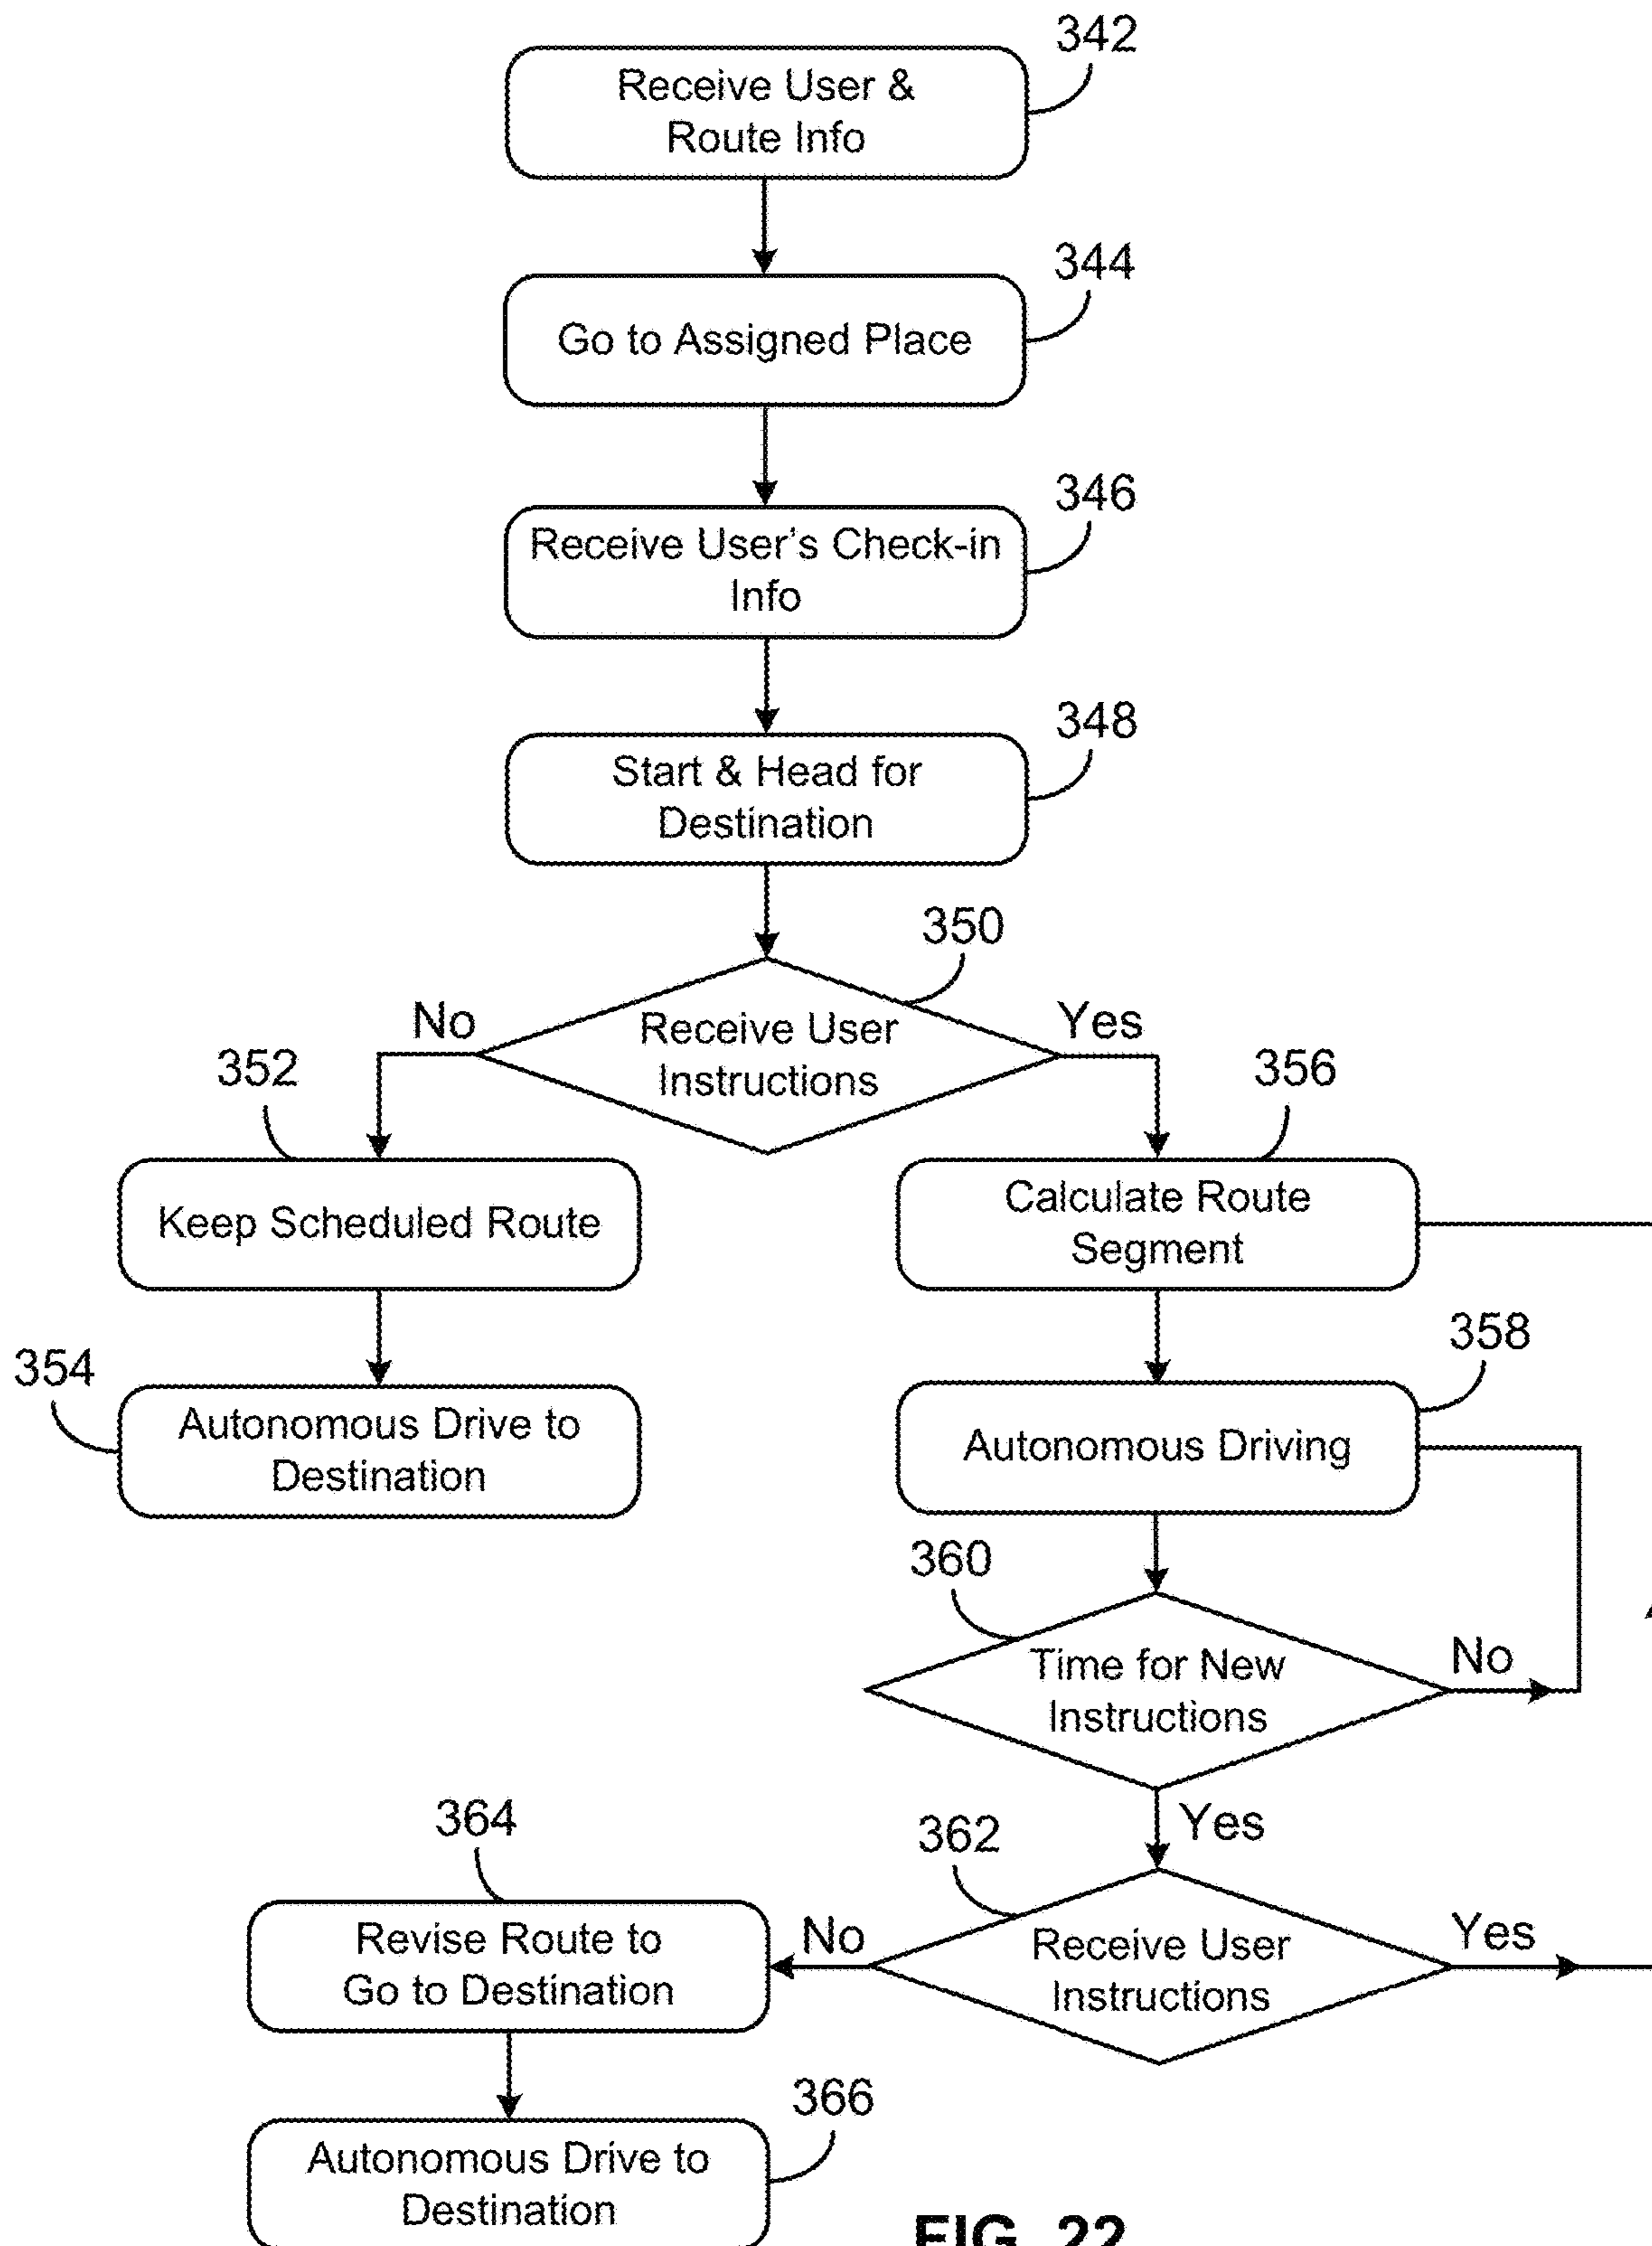 342
Receive User &
Route Info
344
Go to Assigned Place
346
Receive User's Check-in
Info
348
Start & Head for
Destination
350
No
Receive User
Instructions
Yes
352
356
Keep Scheduled Route
Calculate Route
Segment
354
358
Autonomous Drive to
Destination
Autonomous Driving
360
Time for New
Instructions
No
Yes
364
362
Revise Route to
Go to Destination
No
Receive User
Instructions
Yes
366
Autonomous Drive to
Destination
FIG. 22